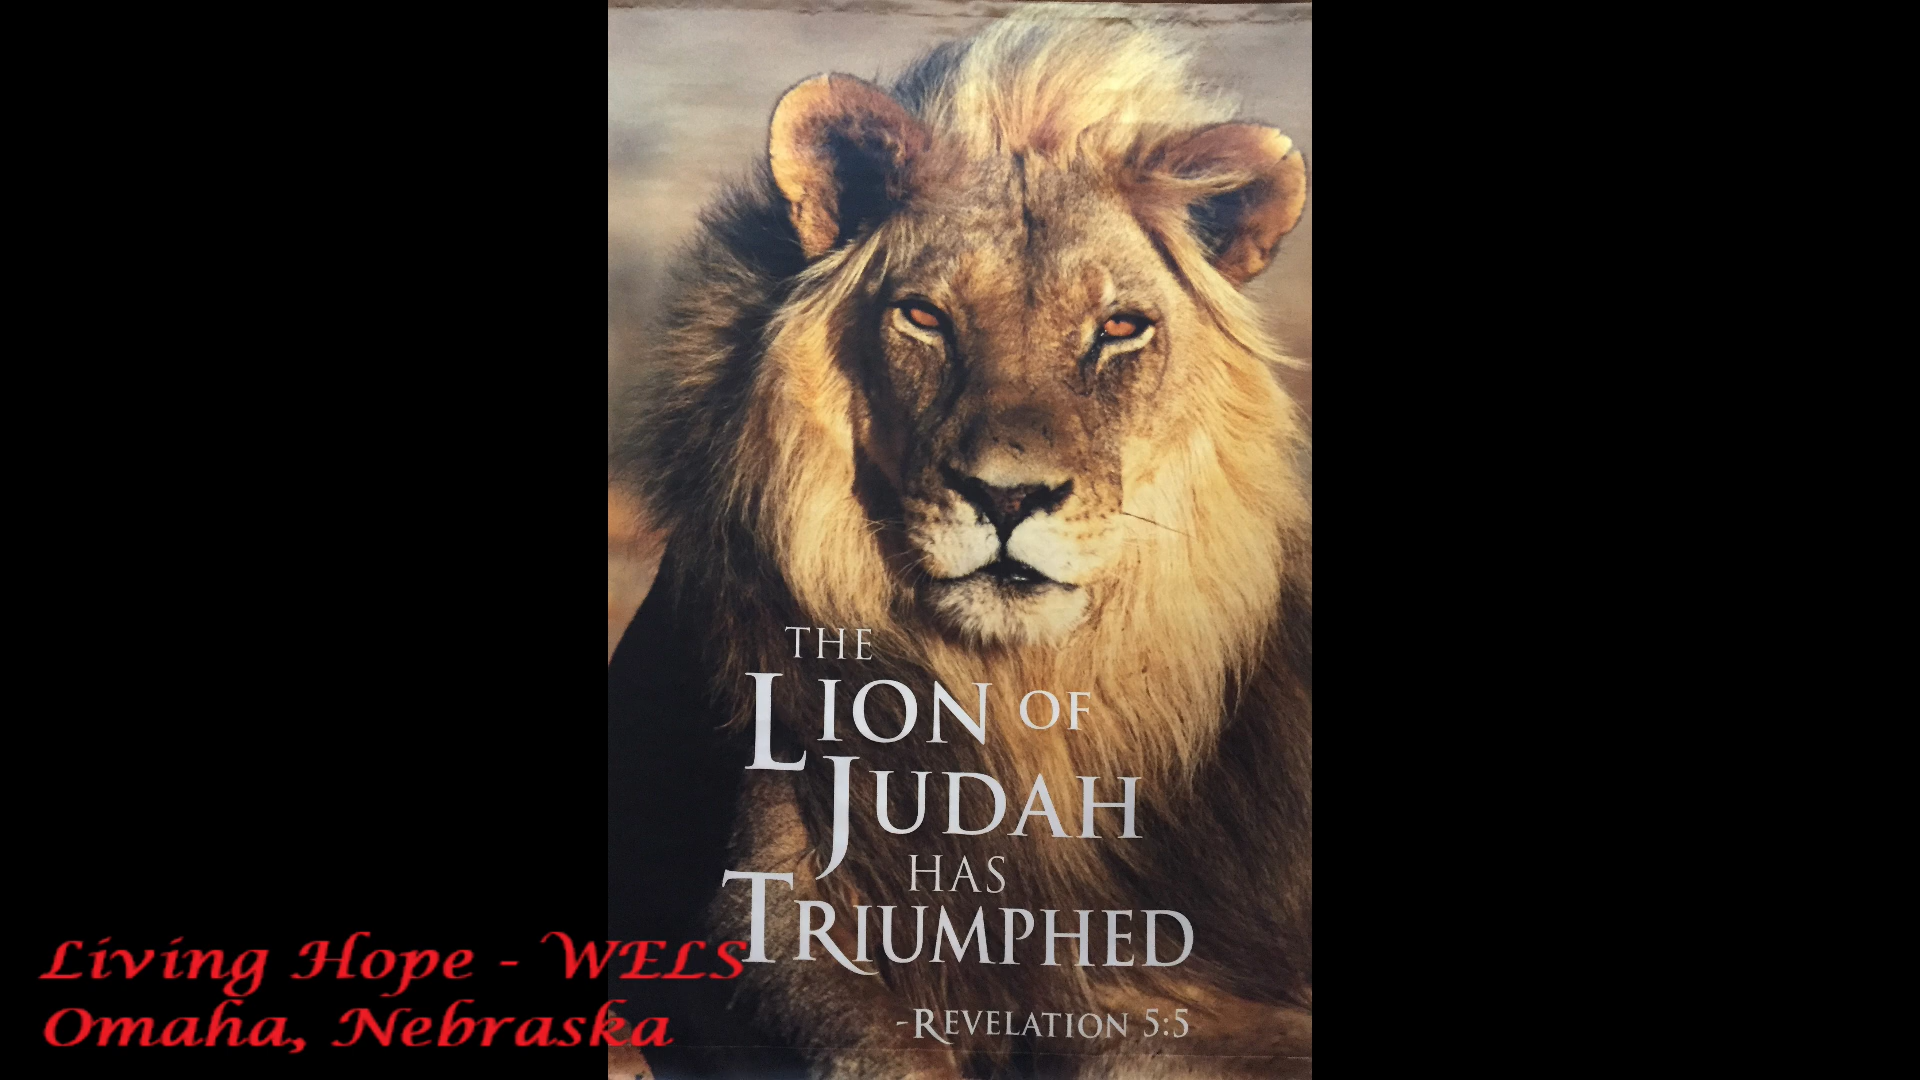 THE
LION OF
JUDAH
HAS
TRIUMPHED
-REVELATION 5:5
Living Hope - WELS
Omaha, Nebraska